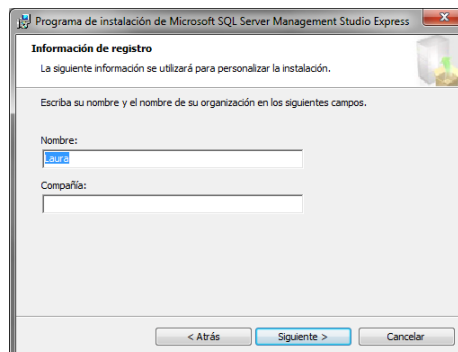 Programa de instalación de Microsoft SQL Server Management Studio Express
Información de registro
La siguiente información se utilizará para personalizar la instalación.
Escriba su nombre y el nombre de su organización en los siguientes campos.
Nombre:
Laura
Compañía:
< Atrás
Siguiente >
Cancelar